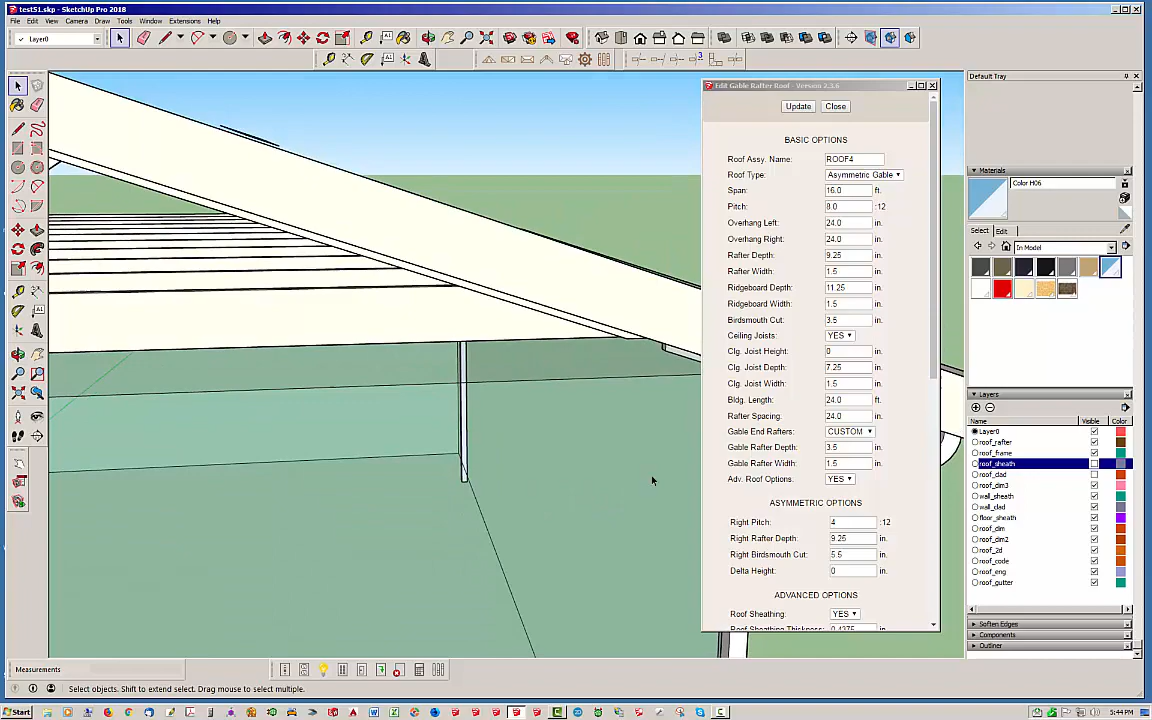 test51.skp - SketchUp Pro 2018
File Edit View Camera Draw Tools Window Extensions Help
Layer0
Edit Gable Rafter Roof - Version 2.3.6
Update Close
BASIC OPTIONS
Roof Assy. Name: ROOF4
Roof Type: Asymmetric Gable
Span: 16.0 ft.
Pitch: 8.0 :12
Overhang Left: 24.0 in.
Overhang Right: 24.0 in.
Rafter Depth: 9.25 in.
Rafter Width: 1.5 in.
Ridgeboard Depth: 11.25 in.
Ridgeboard Width: 1.5 in.
Birdsmouth Cut: 3.5 in.
Ceiling Joists: YES
Clg. Joist Height: 0 in.
Clg. Joist Depth: 7.25 in.
Clg. Joist Width: 1.5 in.
Bldg. Length: 24.0 ft.
Rafter Spacing: 24.0 in.
Gable End Rafters: CUSTOM
Gable Rafter Depth: 3.5 in.
Gable Rafter Width: 1.5 in.
Adv. Roof Options: YES
ASYMMETRIC OPTIONS
Right Pitch: 4 :12
Right Rafter Depth: 9.25 in.
Right Birdsmouth Cut: 5.5 in.
Delta Height: 0 in.
ADVANCED OPTIONS
Roof Sheathing: YES
Roof Sheathing Thickness: 0.4375 in.
Default Tray
Materials
Color H06
Select Edit
In Model
Layers
Name Visible Color
Layer0
roof_rafter
roof_frame
roof_sheath
roof_clad
roof_dim3
wall_sheath
wall_clad
floor_sheath
roof_dim
roof_dim2
roof_2d
roof_code
roof_eng
roof_gutter
Soften Edges
Components
Outliner
Measurements
Select objects. Shift to extend select. Drag mouse to select multiple.
Start
5:44 PM